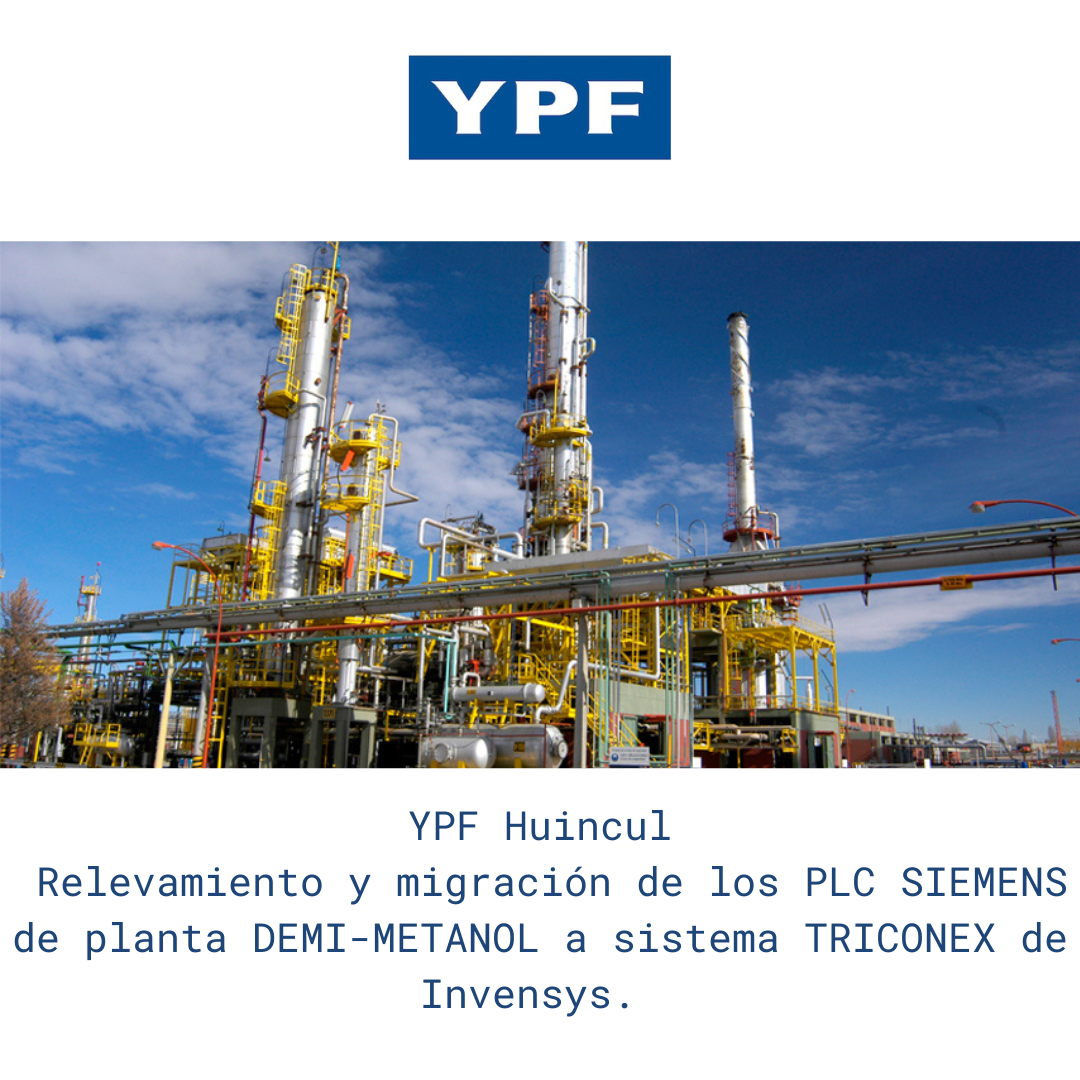 YPF
YPF Huincul
Relevamiento y migración de los PLC SIEMENS
de planta DEMI-METANOL a sistema TRICONEX de
Invensys.